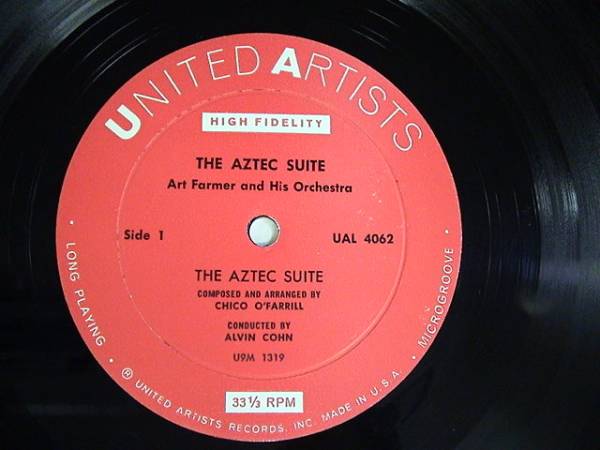 UNITED ARTISTS
HIGH FIDELITY
THE AZTEC SUITE
Art Farmer and His Orchestra
Side 1
UAL 4062
THE AZTEC SUITE
COMPOSED AND ARRANGED BY
CHICO O'FARRILL
CONDUCTED BY
ALVIN COHN
U9M 1319
33⅓ RPM
• LONG PLAYING • ® UNITED ARTISTS RECORDS, INC. MADE IN U.S.A. • MICROGROOVE •